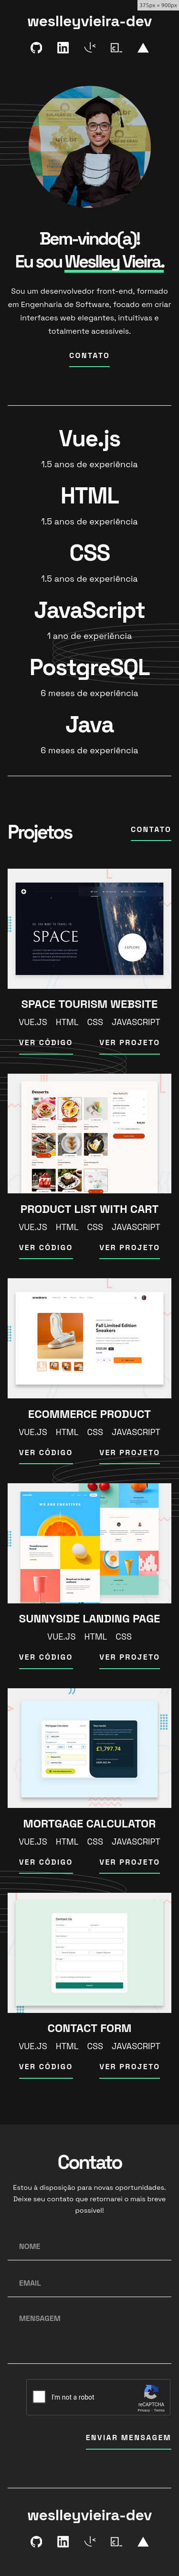 375px × 900px
weslleyvieira-dev
Bem-vindo(a)!
Eu sou Weslley Vieira.
Sou um desenvolvedor front-end, formado
em Engenharia de Software, focado em criar
interfaces web elegantes, intuitivas e
totalmente acessíveis.
CONTATO
Vue.js
1.5 anos de experiência
HTML
1.5 anos de experiência
CSS
1.5 anos de experiência
JavaScript
1 ano de experiência
PostgreSQL
6 meses de experiência
Java
6 meses de experiência
Projetos
CONTATO
SPACE
EXPLORE
SPACE TOURISM WEBSITE
VUE.JS HTML CSS JAVASCRIPT
VER CÓDIGO VER PROJETO
Desserts
PRODUCT LIST WITH CART
VUE.JS HTML CSS JAVASCRIPT
VER CÓDIGO VER PROJETO
Fall Limited Edition
Sneakers
ECOMMERCE PRODUCT
VUE.JS HTML CSS JAVASCRIPT
VER CÓDIGO VER PROJETO
WE ARE CREATIVES
SUNNYSIDE LANDING PAGE
VUE.JS HTML CSS
VER CÓDIGO VER PROJETO
£1,797.74
MORTGAGE CALCULATOR
VUE.JS HTML CSS JAVASCRIPT
VER CÓDIGO VER PROJETO
Contact Us
CONTACT FORM
VUE.JS HTML CSS JAVASCRIPT
VER CÓDIGO VER PROJETO
Contato
Estou à disposição para novas oportunidades.
Deixe seu contato que retornarei o mais breve
possível!
NOME
EMAIL
MENSAGEM
I'm not a robot
reCAPTCHA
Privacy - Terms
ENVIAR MENSAGEM
weslleyvieira-dev